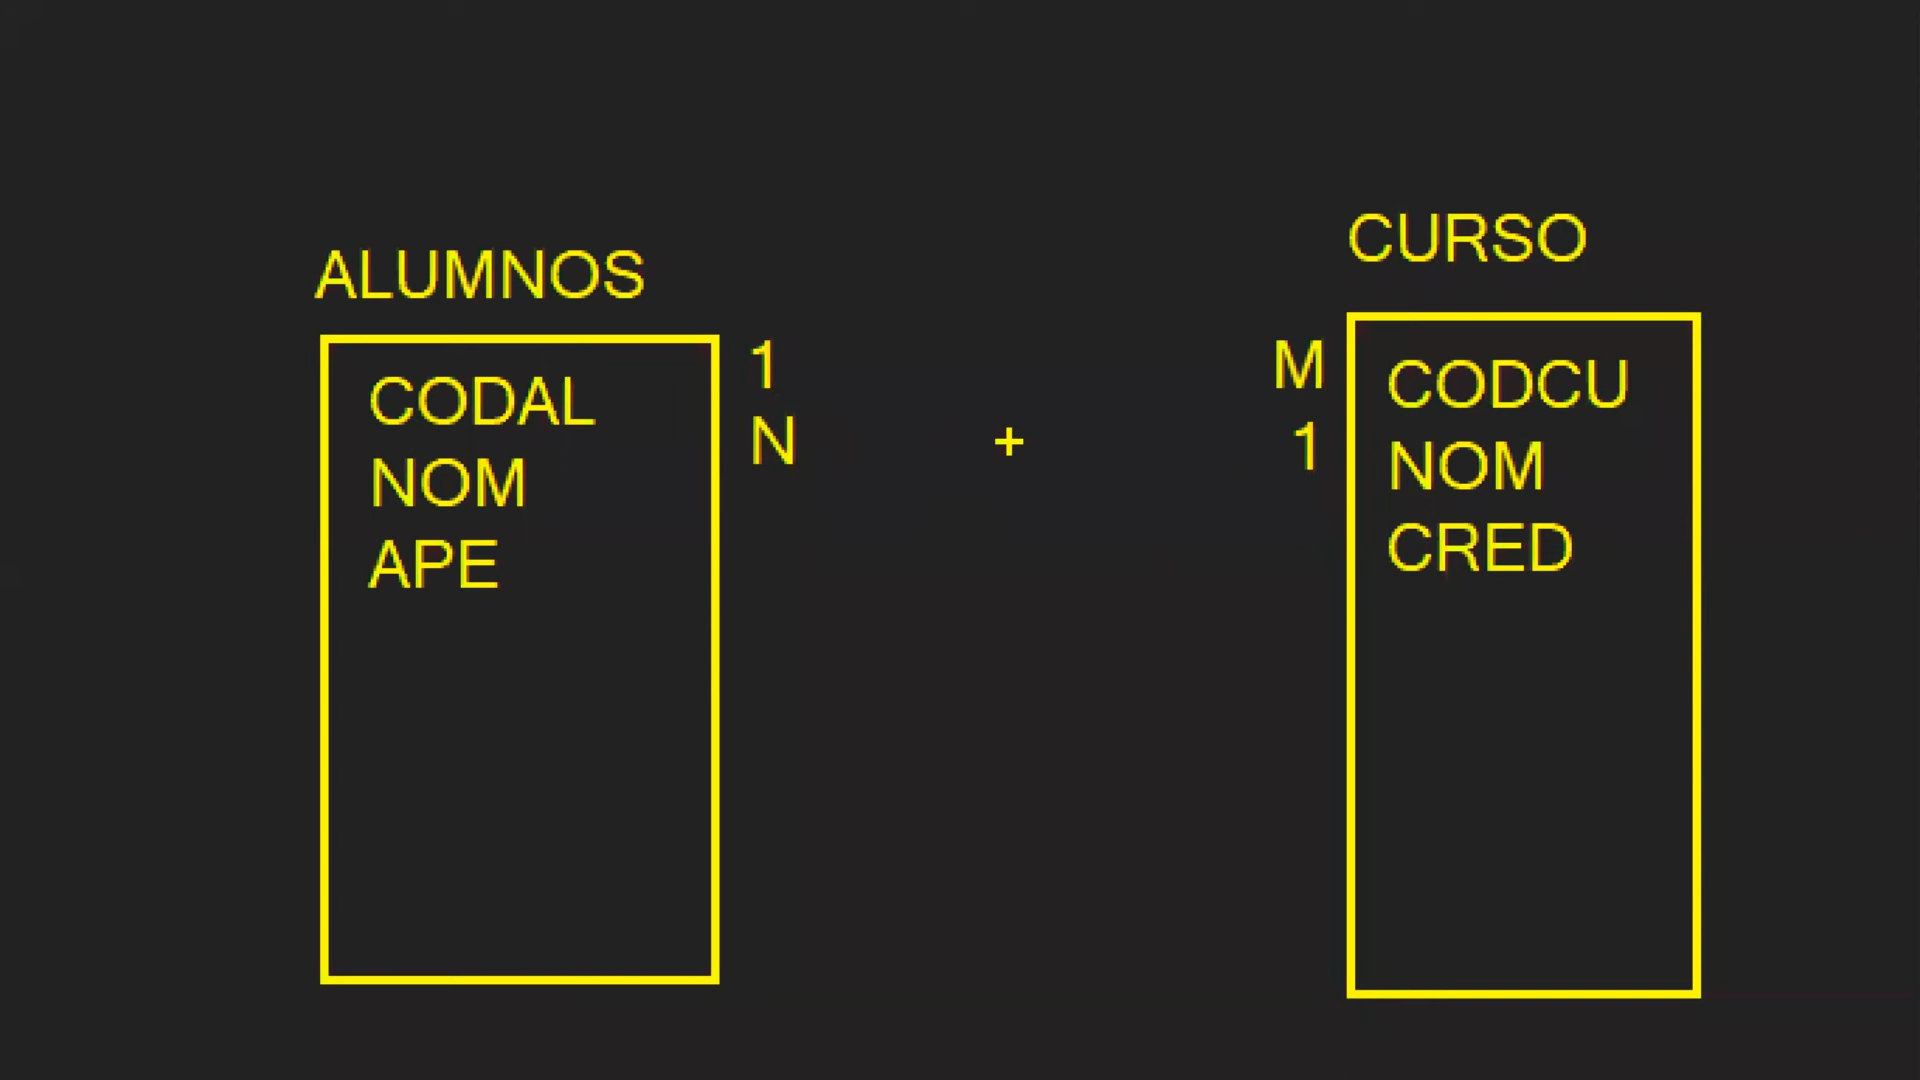 ALUMNOS
CODAL
NOM
APE
1
N
+
M
1
CURSO
CODCU
NOM
CRED